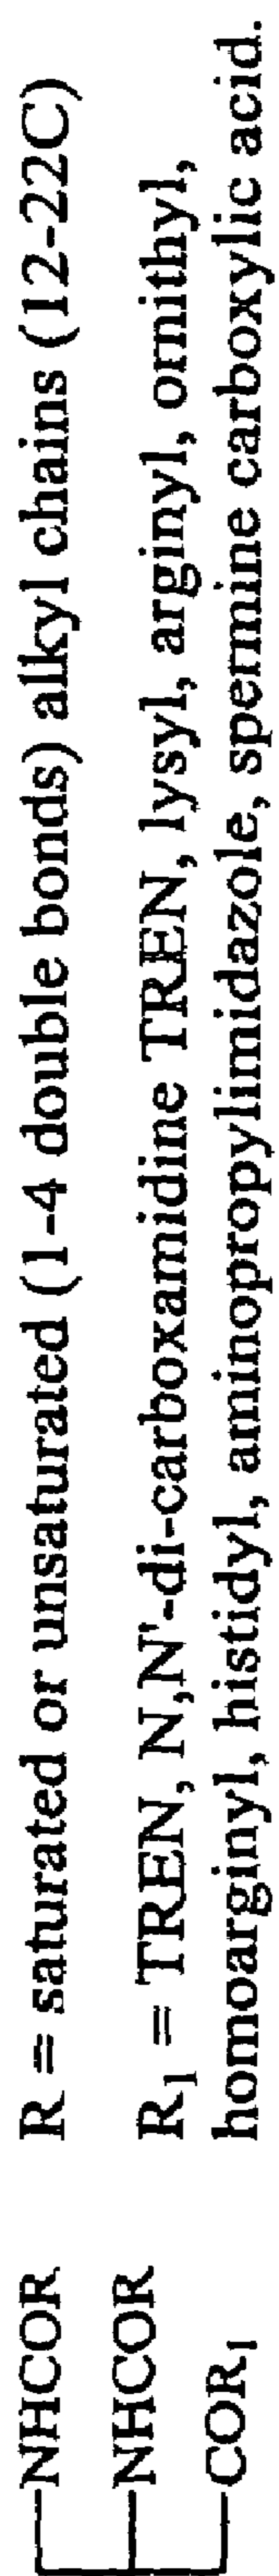 NHCOR R = saturated or unsaturated (1-4 double bonds) alkyl chains (12-22C)
NHCOR R₁ = TREN, N,N'-di-carboxamidine TREN, lysyl, arginyl, ornithyl,
COR₁ homoarginyl, histidyl, aminopropylimidazole, spermine carboxylic acid.